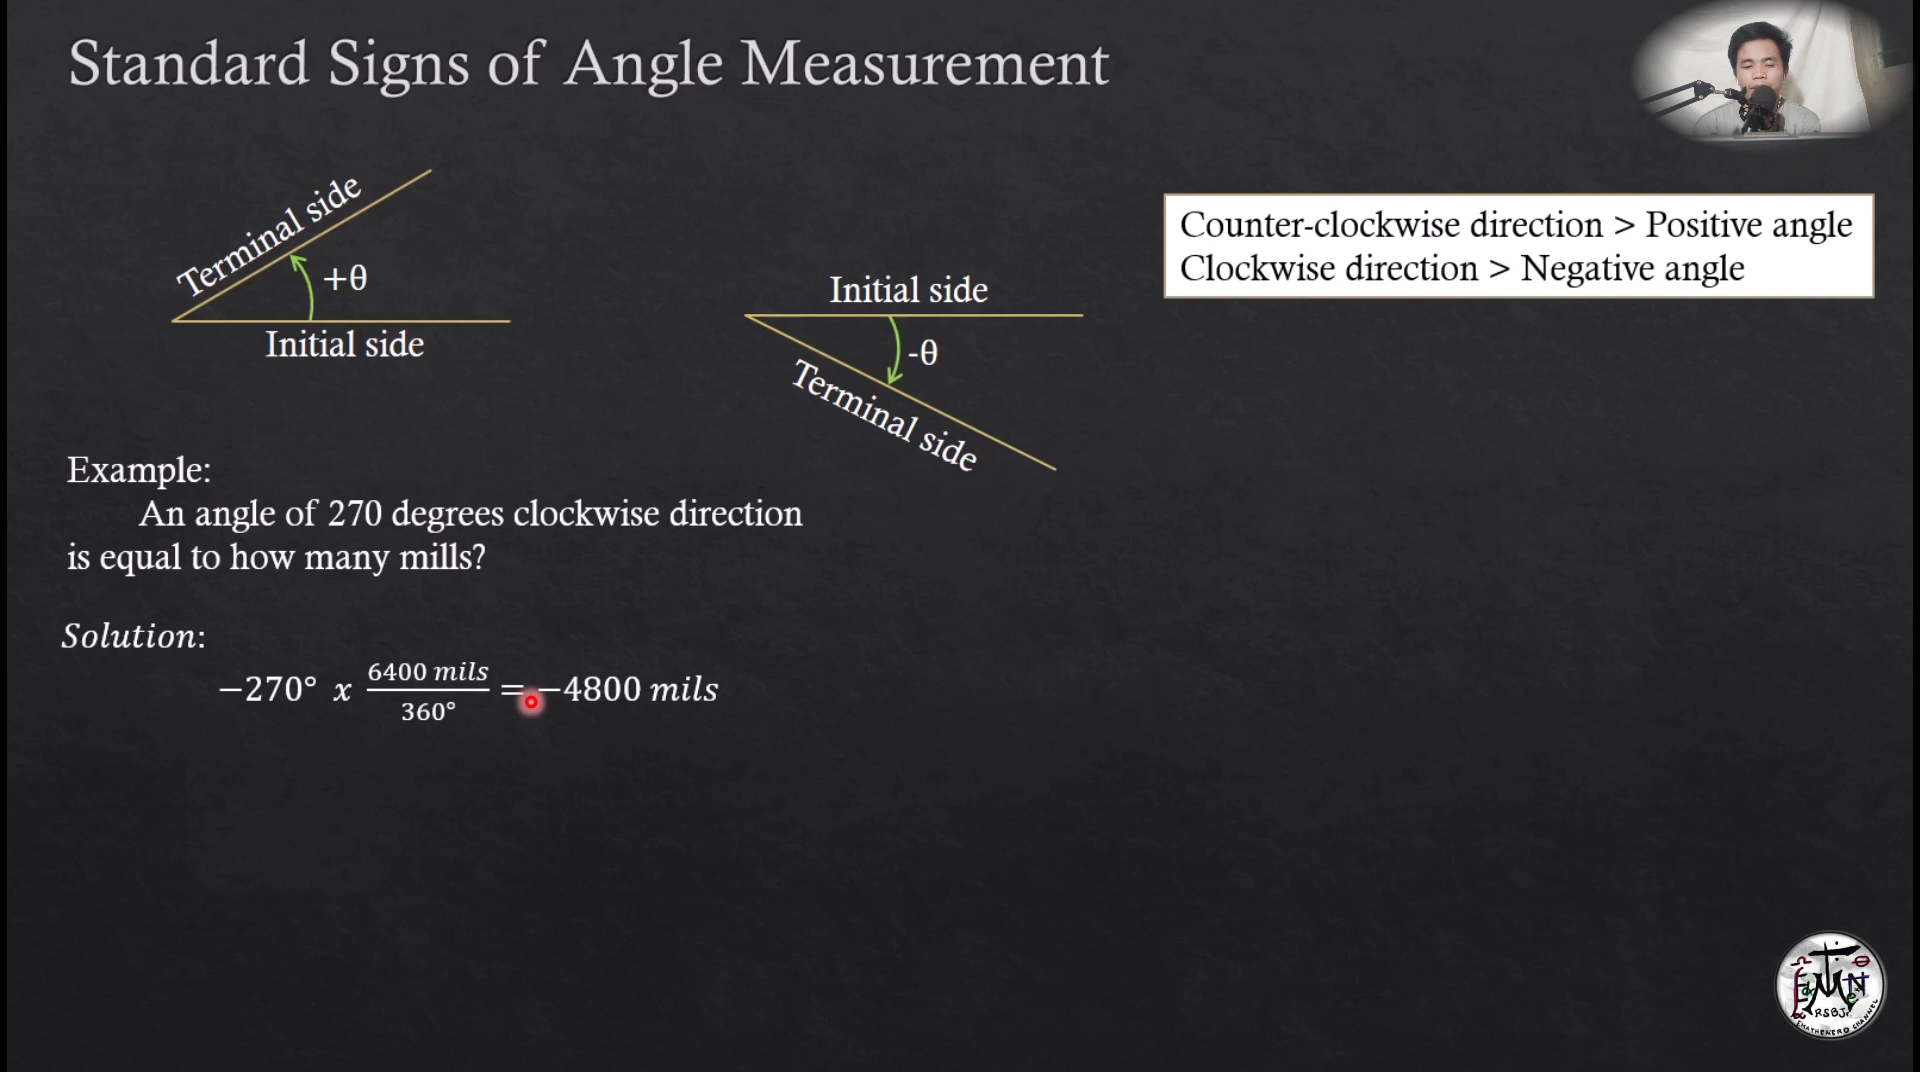 Standard Signs of Angle Measurement
Terminal side
+θ
Initial side
Initial side
-θ
Terminal side
Counter-clockwise direction > Positive angle
Clockwise direction > Negative angle
Example:
An angle of 270 degrees clockwise direction
is equal to how many mills?
Solution:
−270° x 6400 mils / 360° = −4800 mils
RSBJr